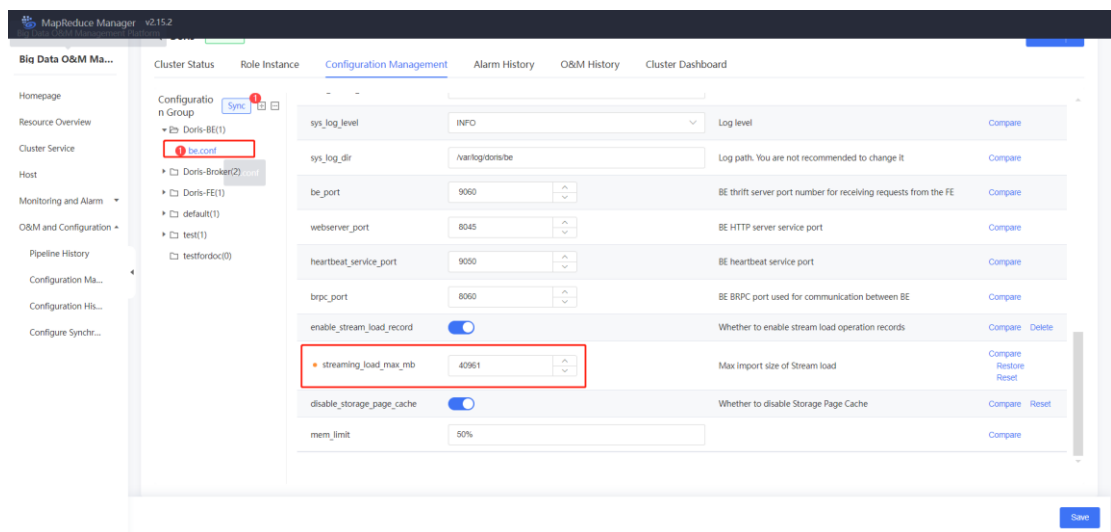 MapReduce Manager v2.15.2
Big Data O&M Management Platform
Big Data O&M Ma...
Homepage
Resource Overview
Cluster Service
Host
Monitoring and Alarm
O&M and Configuration
Pipeline History
Configuration Ma...
Configuration His...
Configure Synchr...
Cluster Status Role Instance Configuration Management Alarm History O&M History Cluster Dashboard
Configuratio
n Group
Sync 1
Doris-BE(1)
1 be.conf
Doris-Broker(2)
Doris-FE(1)
default(1)
test(1)
testfordoc(0)
sys_log_level INFO Log level Compare
sys_log_dir /var/log/doris/be Log path. You are not recommended to change it Compare
be_port 9060 BE thrift server port number for receiving requests from the FE Compare
webserver_port 8045 BE HTTP server service port Compare
heartbeat_service_port 9050 BE heartbeat service port Compare
brpc_port 8060 BE BRPC port used for communication between BE Compare
enable_stream_load_record Whether to enable stream load operation records Compare Delete
streaming_load_max_mb 40961 Max import size of Stream load Compare
Restore
Reset
disable_storage_page_cache Whether to disable Storage Page Cache Compare Reset
mem_limit 50% Compare
Save